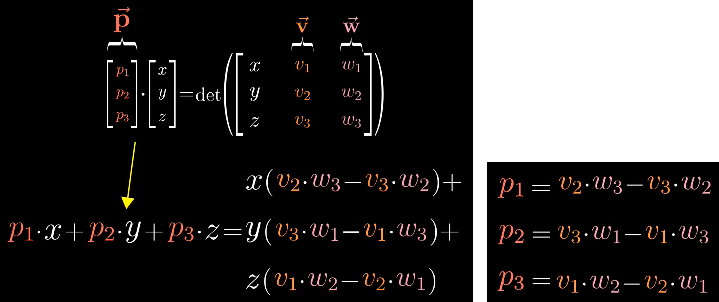 p⃗ v⃗ w⃗
[p₁ p₂ p₃] · [x y z] = det([x v₁ w₁
y v₂ w₂
z v₃ w₃])
x(v₂·w₃−v₃·w₂)+
p₁·x+p₂·y+p₃·z=y(v₃·w₁−v₁·w₃)+
z(v₁·w₂−v₂·w₁)
p₁=v₂·w₃−v₃·w₂
p₂=v₃·w₁−v₁·w₃
p₃=v₁·w₂−v₂·w₁